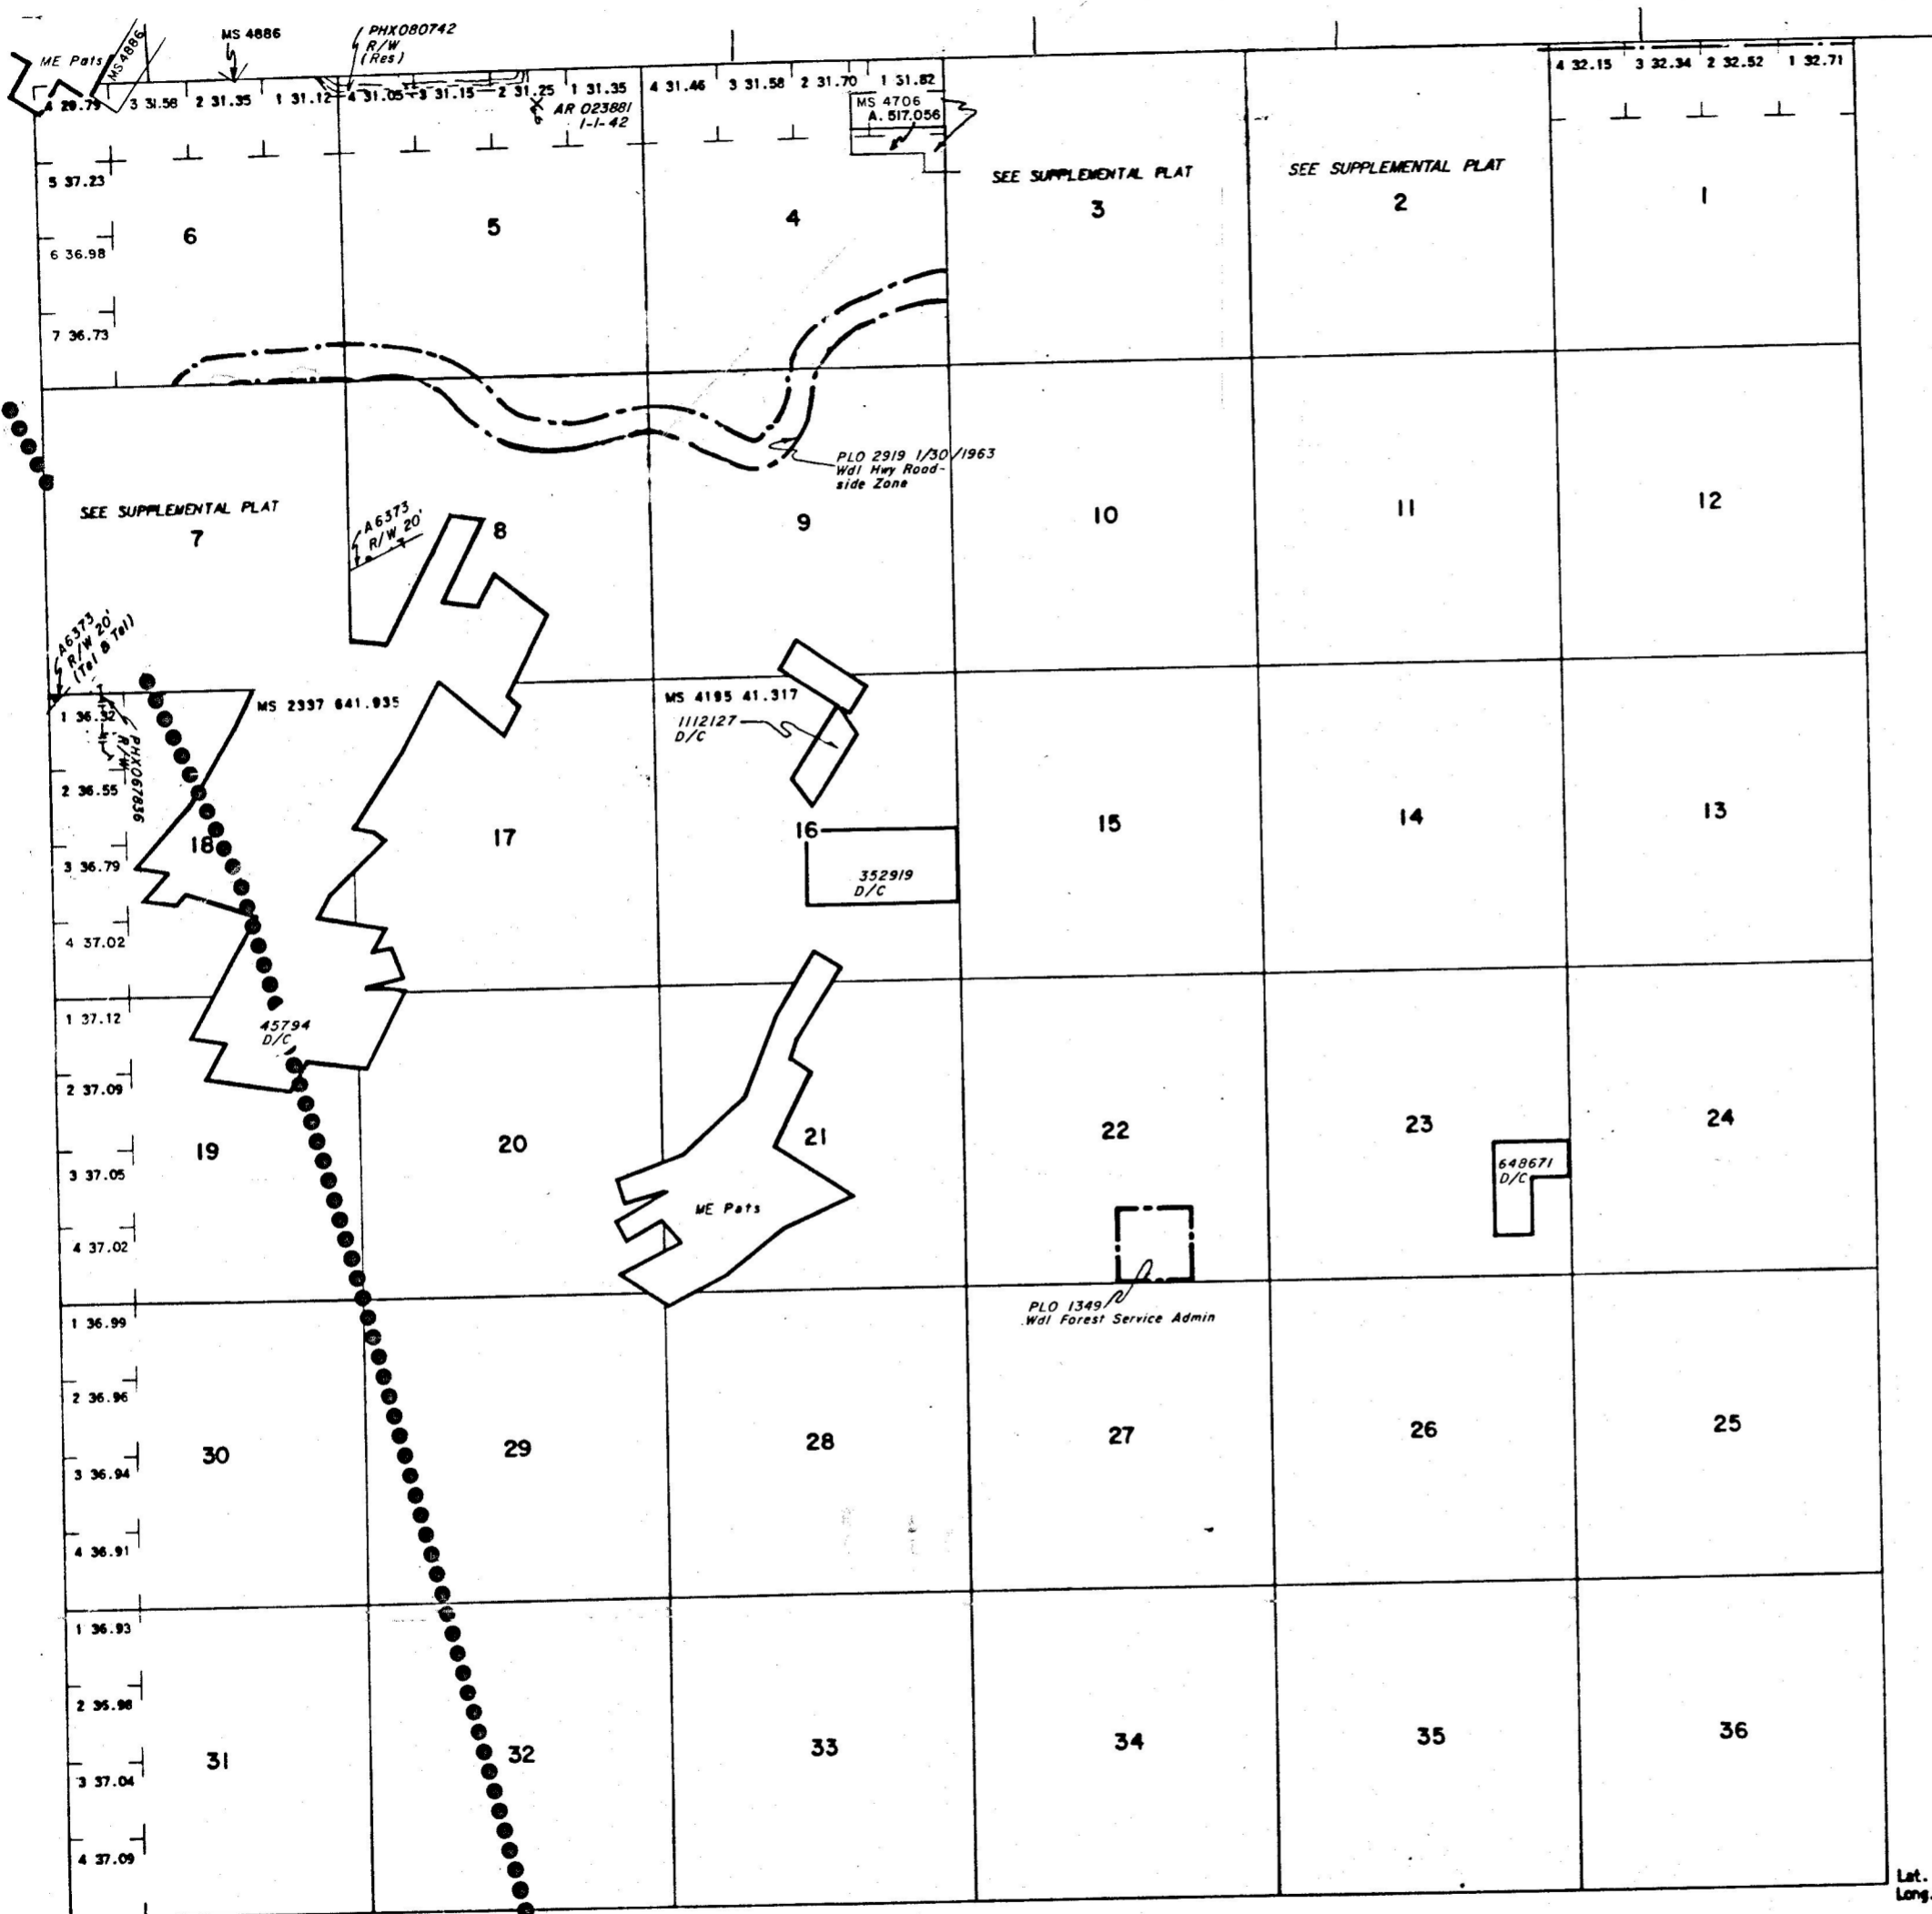 ME Pats
MS 4886
MS 4886
PHX080742
R/W
(Res)
4 29.79 3 31.58 2 31.35 1 31.12 4 31.05 3 31.15 2 31.25 1 31.35 4 31.46 3 31.58 2 31.70 1 31.82
4 32.15 3 32.34 2 32.52 1 32.71
AR 023881
1-1-42
MS 4706
A. 517.056
5 37.23
6 36.98
7 36.73
6
5
4
SEE SUPPLEMENTAL PLAT
3
SEE SUPPLEMENTAL PLAT
2
1
PLO 2919 1/30/1963
Wdl Hwy Road-
side Zone
SEE SUPPLEMENTAL PLAT
7
A6373
R/W 20'
8
9
10
11
12
A6373
R/W 20'
(Tel & Tel)
PHX067836
R/W
MS 2337 641.935
MS 4195 41.317
1112127
D/C
1 36.32
2 36.55
3 36.79
4 37.02
18
17
16
15
14
13
352919
D/C
1 37.12
2 37.09
3 37.05
4 37.02
45794
D/C
19
20
21
22
23
24
ME Pats
648671
D/C
PLO 1349
Wdl Forest Service Admin
1 36.99
2 36.96
3 36.94
4 36.91
30
29
28
27
26
25
1 36.93
2 36.98
3 37.04
4 37.09
31
32
33
34
35
36
Lat.
Long.